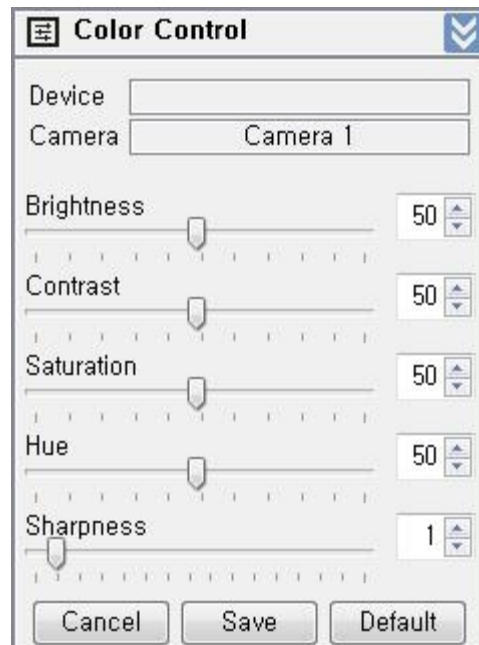 Color Control
Device
Camera Camera 1
Brightness
50
Contrast
50
Saturation
50
Hue
50
Sharpness
1
Cancel Save Default